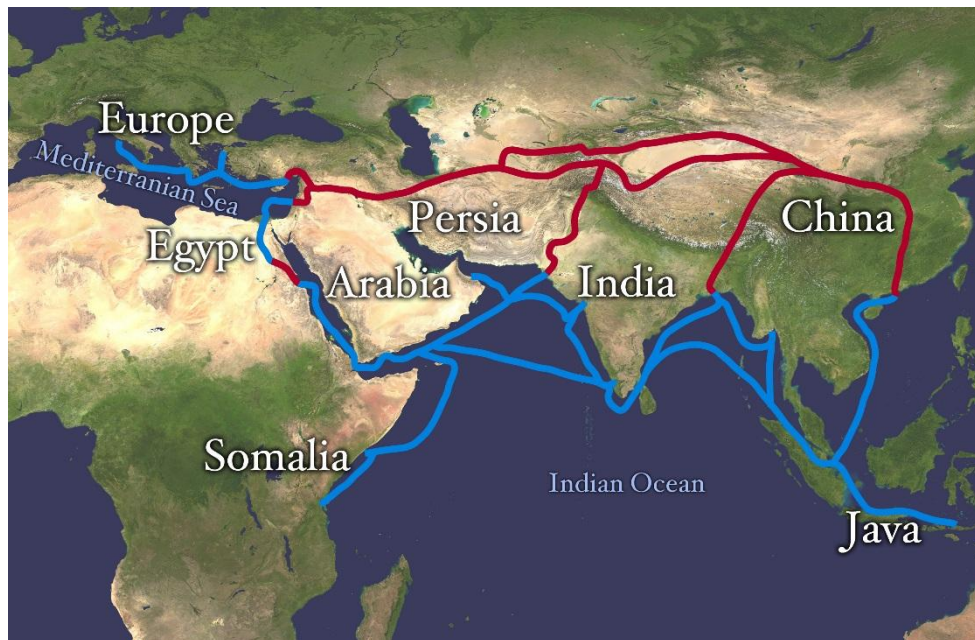 Europe
Mediterranean Sea
Egypt
Persia
Arabia
India
China
Somalia
Indian Ocean
Java